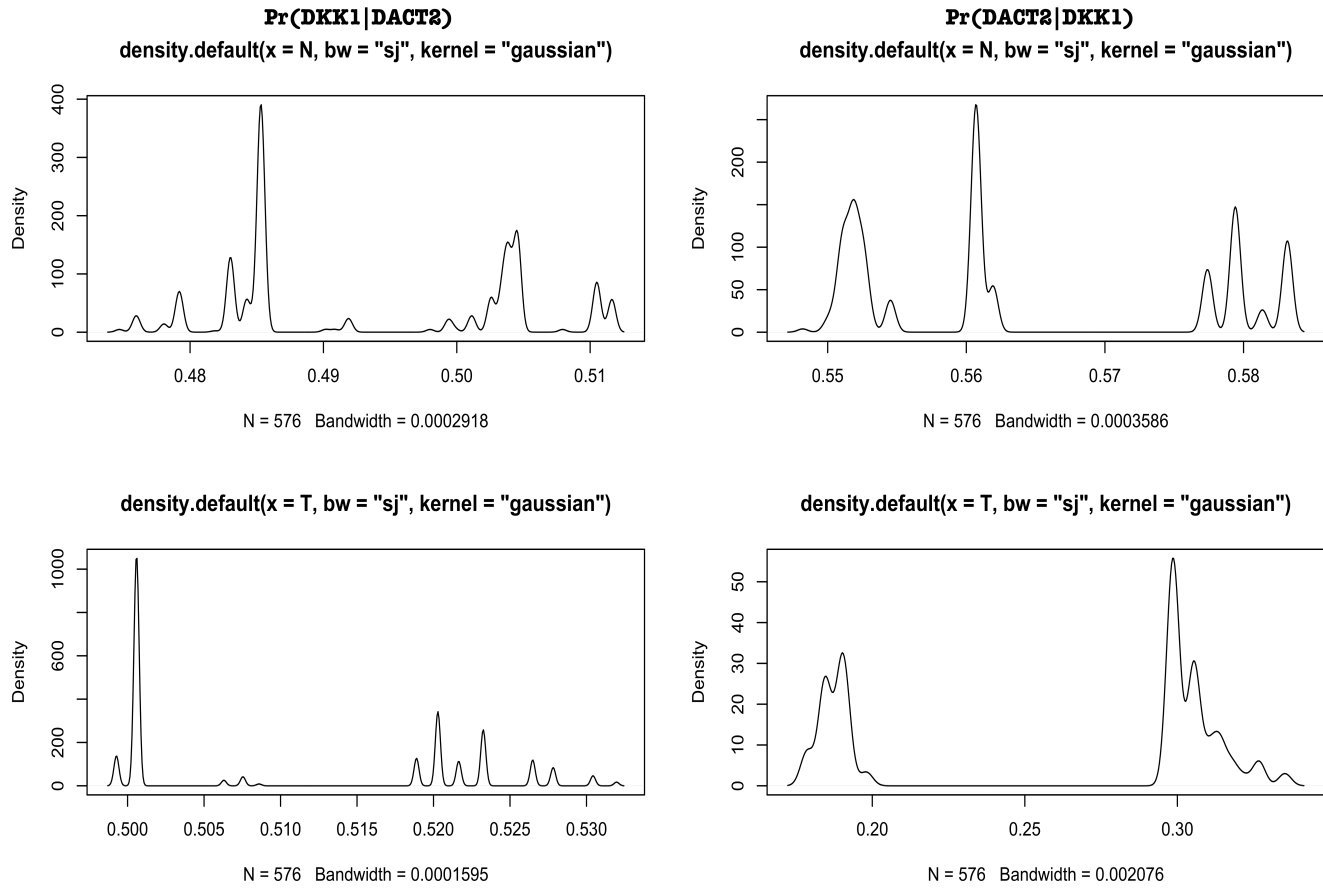 Pr(DKK1|DACT2)
density.default(x = N, bw = "sj", kernel = "gaussian")
Density
0 100 200 300 400
0.48 0.49 0.50 0.51
N = 576 Bandwidth = 0.0002918
Pr(DACT2|DKK1)
density.default(x = N, bw = "sj", kernel = "gaussian")
Density
0 50 100 200
0.55 0.56 0.57 0.58
N = 576 Bandwidth = 0.0003586
density.default(x = T, bw = "sj", kernel = "gaussian")
Density
0 200 600 1000
0.500 0.505 0.510 0.515 0.520 0.525 0.530
N = 576 Bandwidth = 0.0001595
density.default(x = T, bw = "sj", kernel = "gaussian")
Density
0 10 20 30 40 50
0.20 0.25 0.30
N = 576 Bandwidth = 0.002076